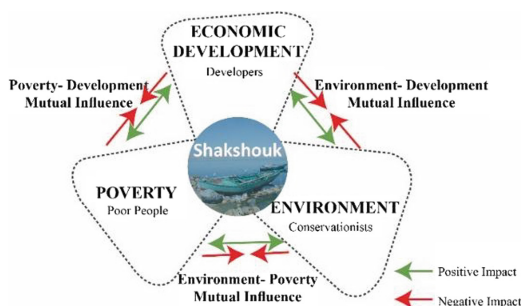 ECONOMIC
DEVELOPMENT
Developers
Poverty- Development
Mutual Influence
Environment- Development
Mutual Influence
Shakshouk
POVERTY
Poor People
ENVIRONMENT
Conservationists
Environment- Poverty
Mutual Influence
Positive Impact
Negative Impact